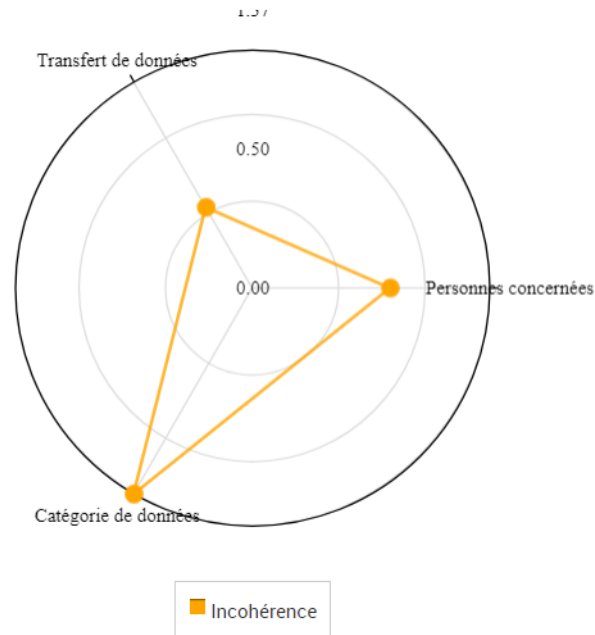 Transfert de données
0.50
0.00
Personnes concernées
Catégorie de données
Incohérence